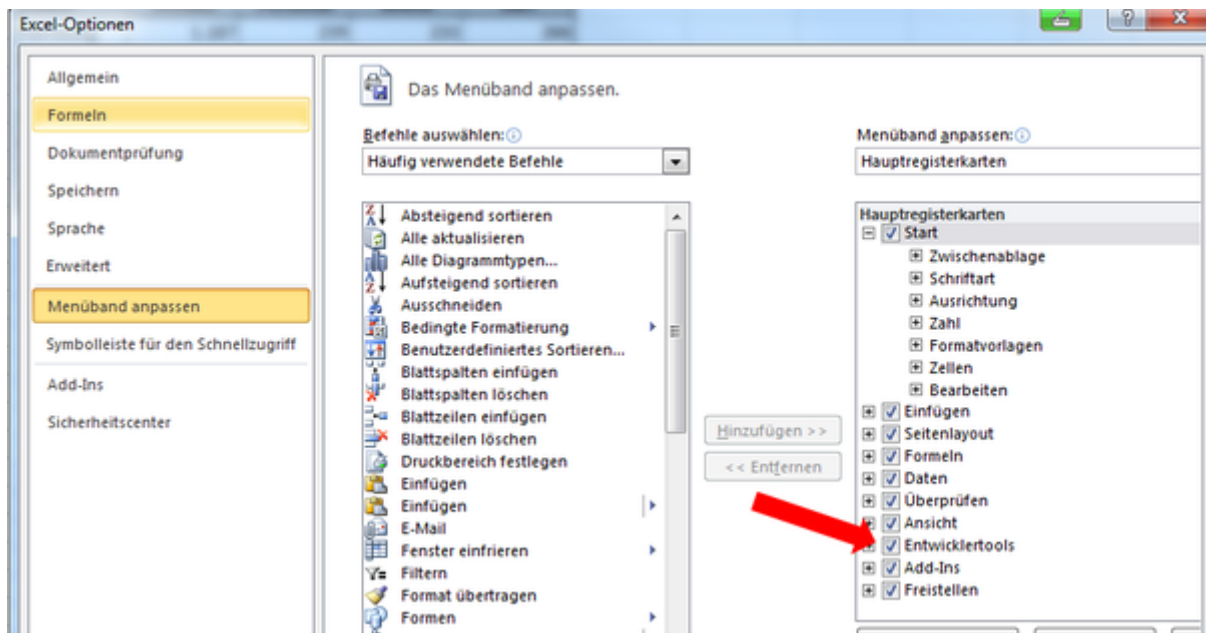 Excel-Optionen
Allgemein
Formeln
Dokumentprüfung
Speichern
Sprache
Erweitert
Menüband anpassen
Symbolleiste für den Schnellzugriff
Add-Ins
Sicherheitscenter
Das Menüband anpassen.
Befehle auswählen:
Häufig verwendete Befehle
Absteigend sortieren
Alle aktualisieren
Alle Diagrammtypen...
Aufsteigend sortieren
Ausschneiden
Bedingte Formatierung
Benutzerdefiniertes Sortieren...
Blattspalten einfügen
Blattspalten löschen
Blattzeilen einfügen
Blattzeilen löschen
Druckbereich festlegen
Einfügen
Einfügen
E-Mail
Fenster einfrieren
Filtern
Format übertragen
Formen
Hinzufügen >>
<< Entfernen
Menüband anpassen:
Hauptregisterkarten
Hauptregisterkarten
Start
Zwischenablage
Schriftart
Ausrichtung
Zahl
Formatvorlagen
Zellen
Bearbeiten
Einfügen
Seitenlayout
Formeln
Daten
Überprüfen
Ansicht
Entwicklertools
Add-Ins
Freistellen